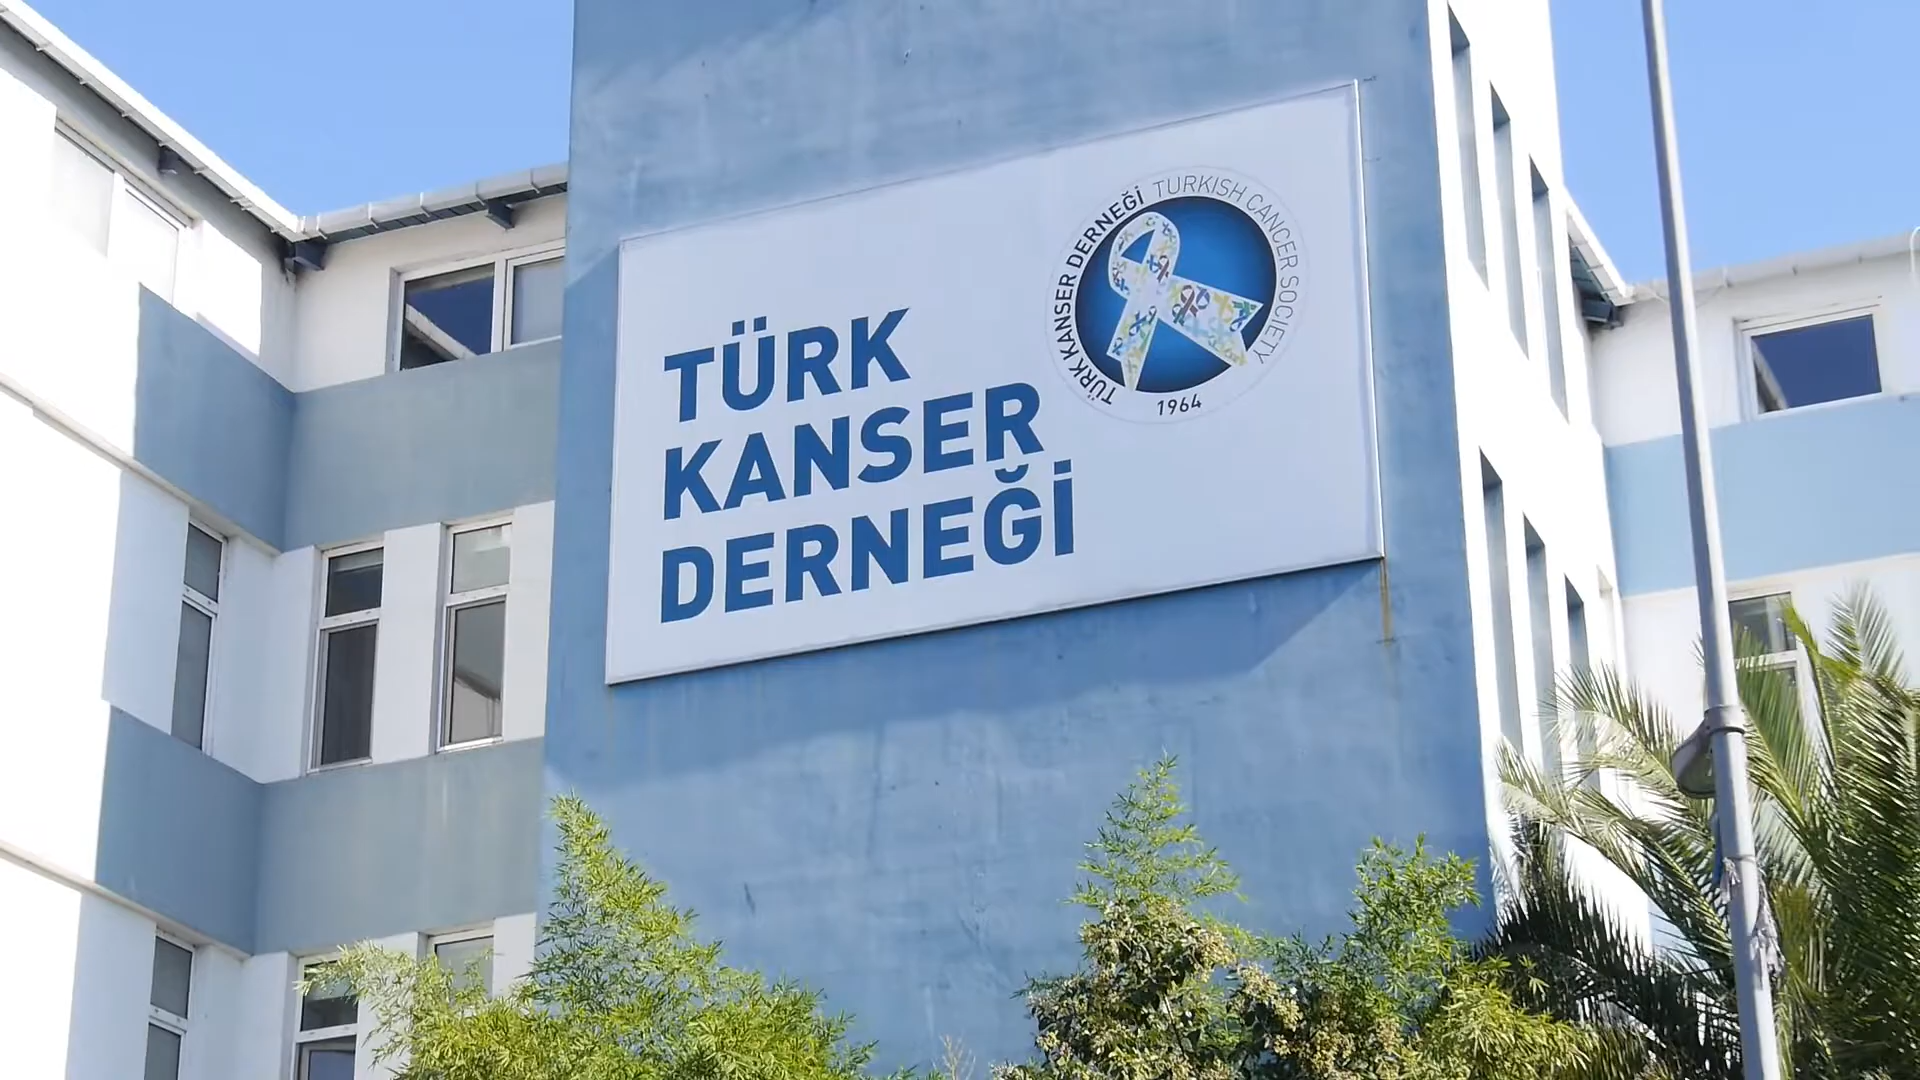 TÜRK
KANSER
DERNEĞİ
TÜRK KANSER DERNEĞİ TURKISH CANCER SOCIETY
1964